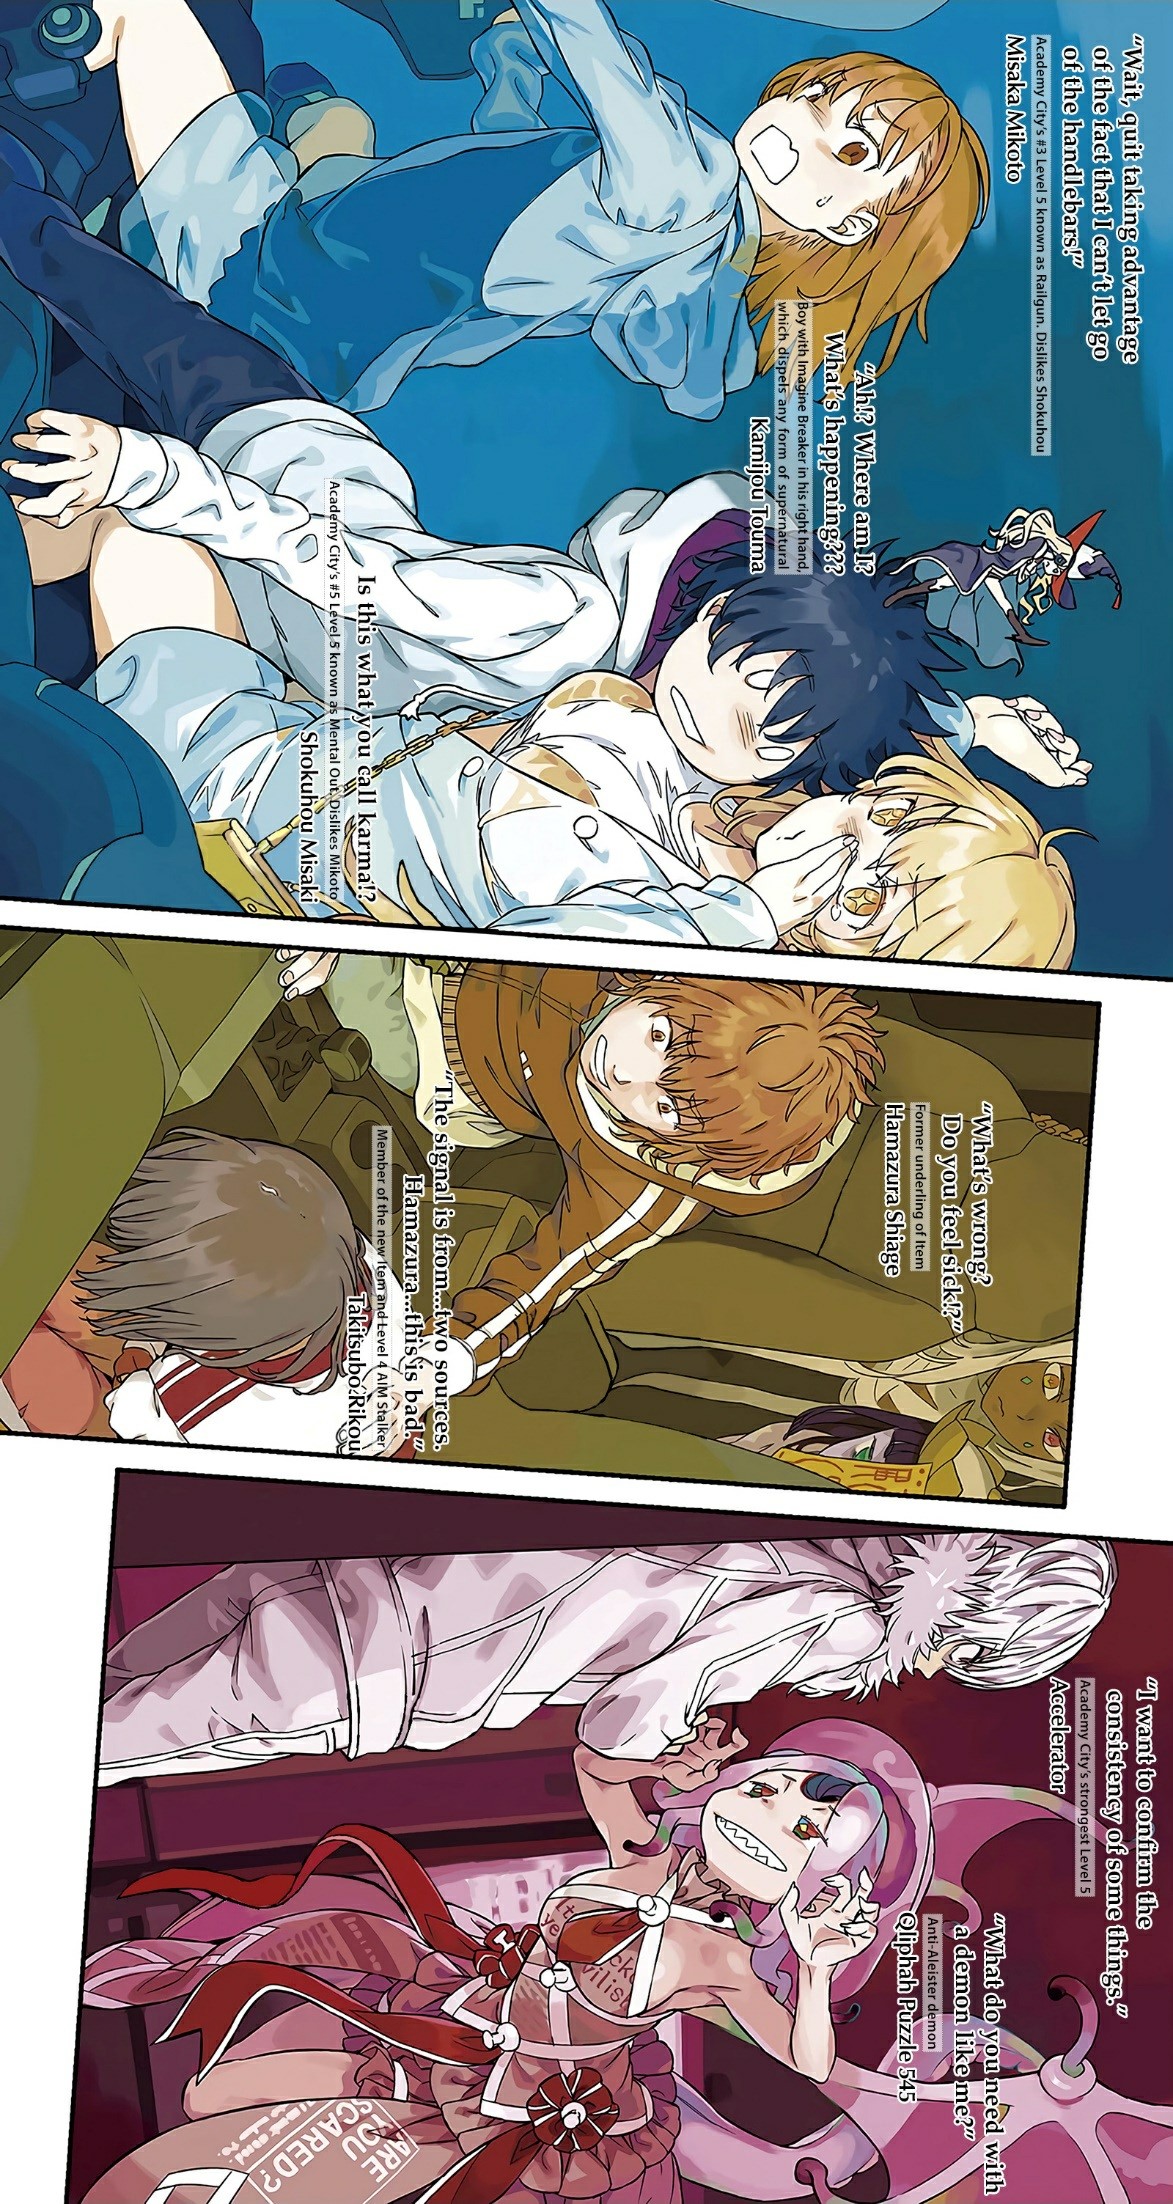 “Wait, quit taking advantage
of the fact that I can’t let go
of the handlebars!”
Academy City’s #3 Level 5 known as Railgun. Dislikes Shokuhou
Misaka Mikoto
“Ah!? Where am I?
What’s happening???
Boy with Imagine Breaker in his right hand,
which dispels any form of supernatural
Kamijou Touma
Is this what you call karma!?
Academy City’s #5 Level 5 known as Mental Out. Dislikes Mikoto
Shokuhou Misaki
“What’s wrong?
Do you feel sick!?”
Former underling of Item
Hamazura Shiage
“The signal is from...two sources.
Hamazura...this is bad.”
Member of the new Item and Level 4 AIM Stalker
Takitsubo Rikou
“I want to confirm the
consistency of some things.”
Academy City’s strongest Level 5
Accelerator
“What do you need with
a demon like me?”
Anti-Aleister demon
Qliphah Puzzle 545
ARE
YOU
SCARED?